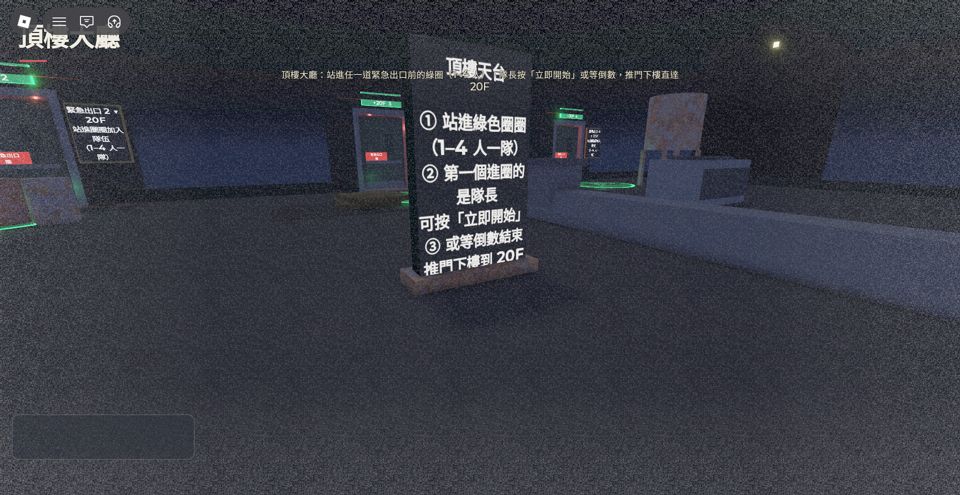 頂樓大廳
頂樓大廳：站進任一道緊急出口前的綠圈
隊長按「立即開始」或等倒數，推門下樓直達
20F
頂樓天台
① 站進綠色圈圈
（1–4 人一隊）
② 第一個進圈的
是隊長
可按「立即開始」
③ 或等倒數結束
推門下樓到 20F
緊急出口 2 ▼
20F
站進圈圈加入
隊伍
（1–4 人一
隊）